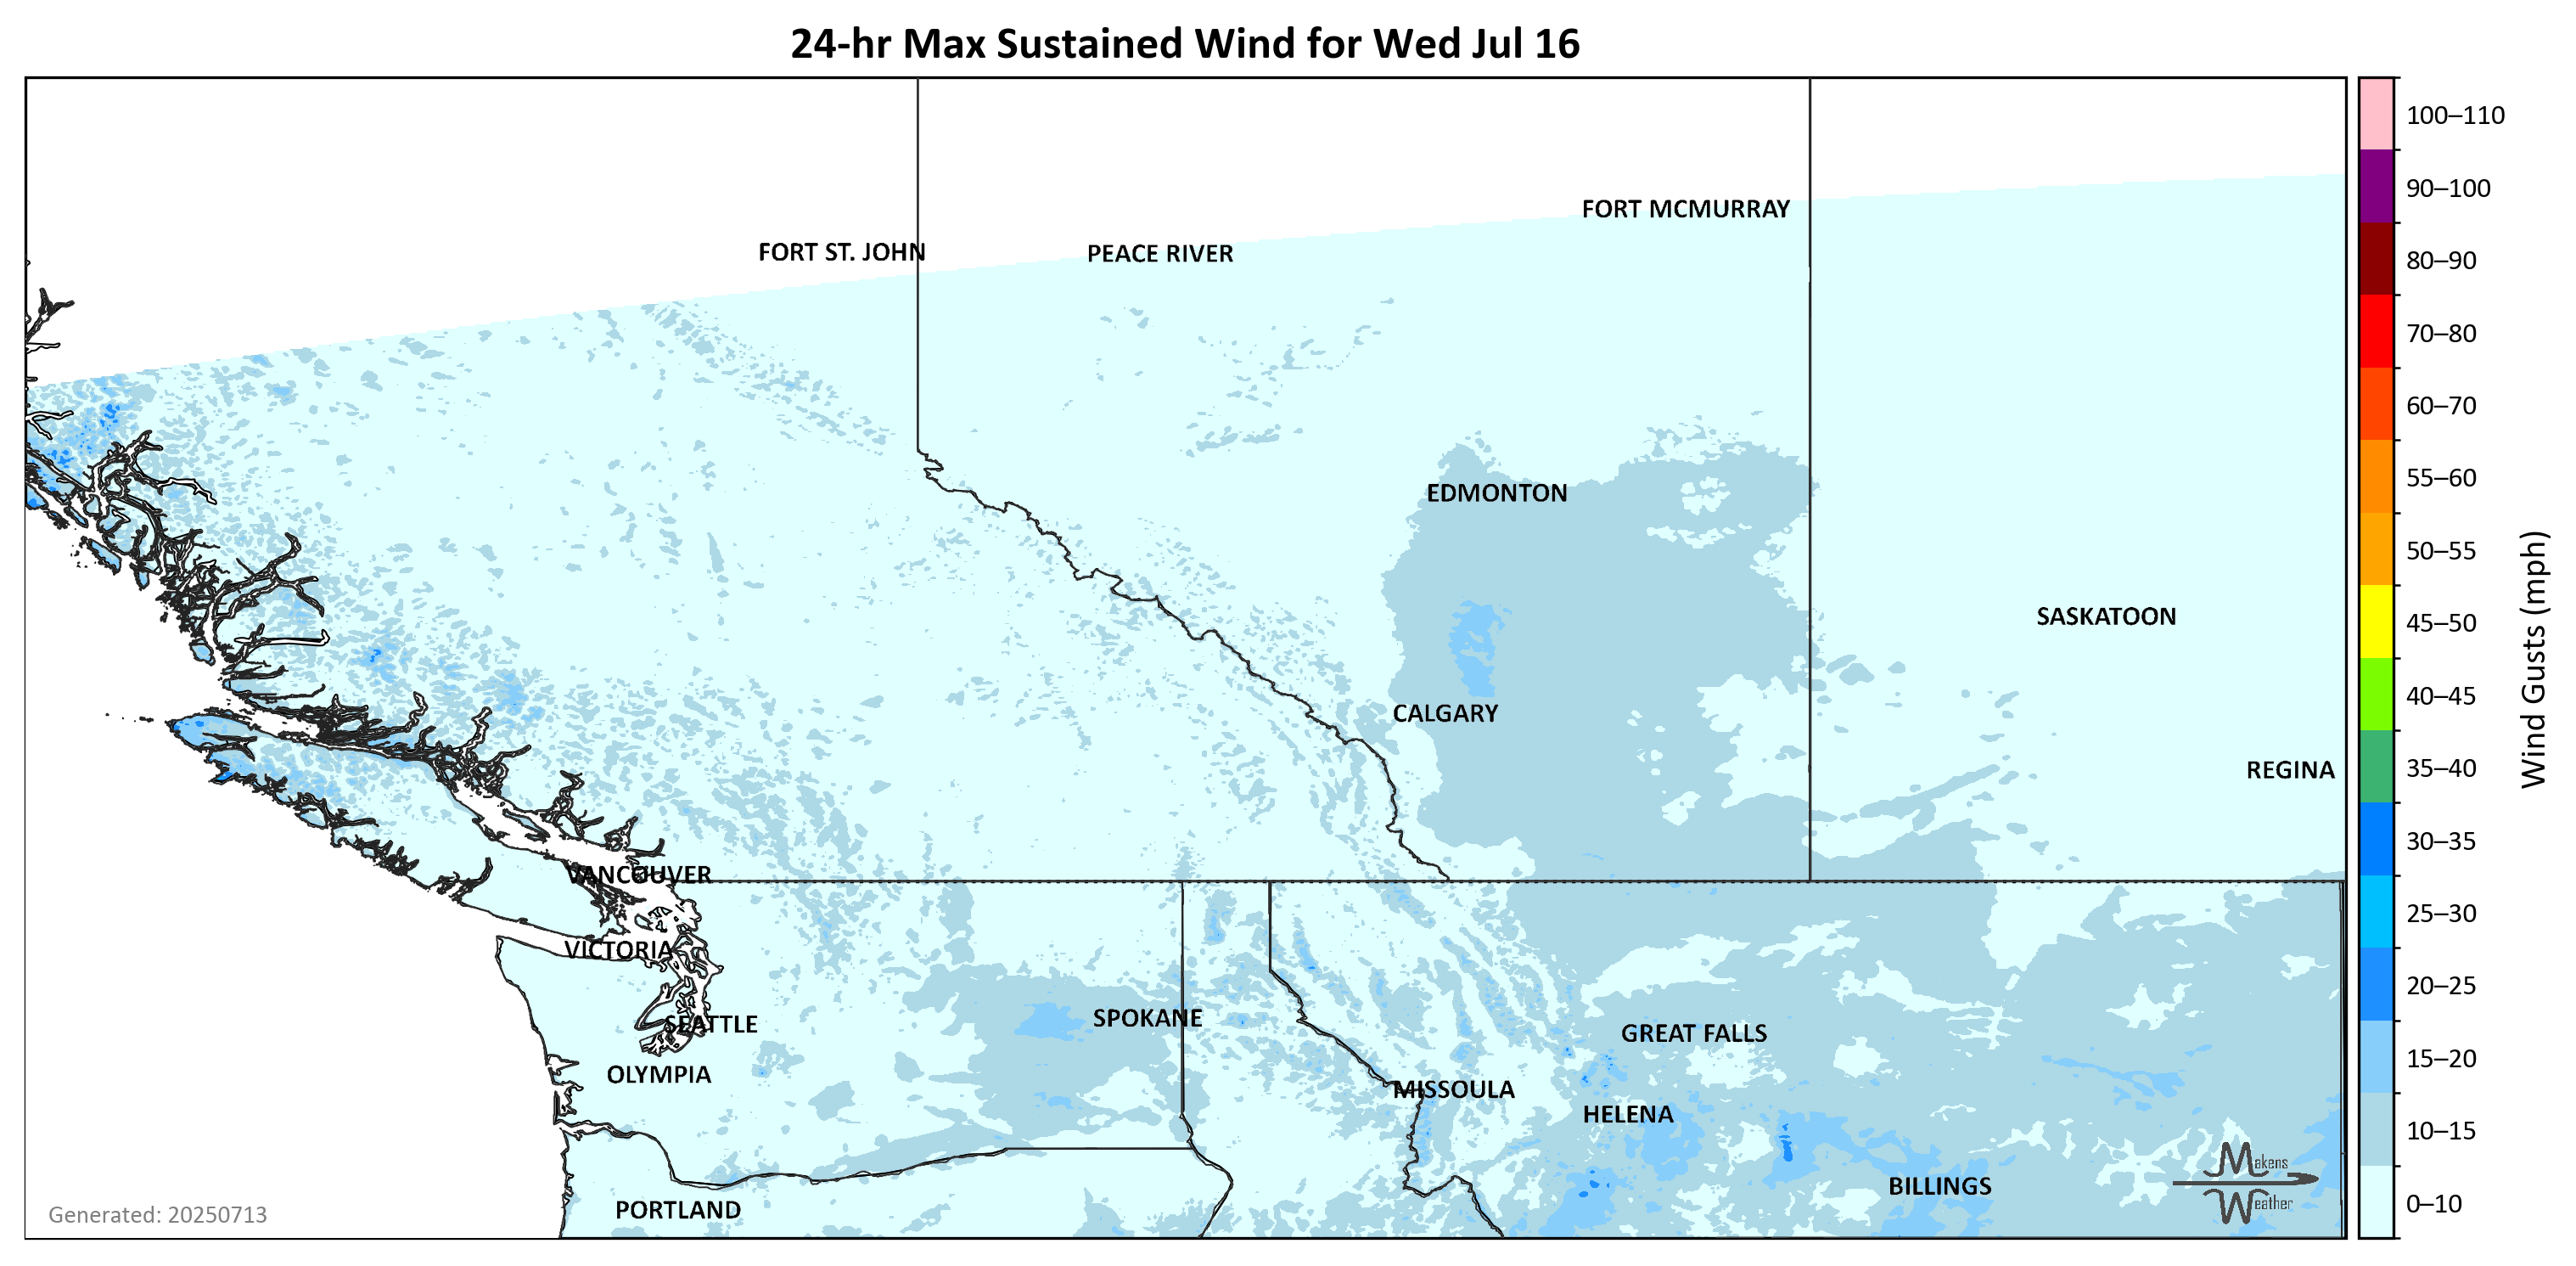 24-hr Max Sustained Wind for Wed Jul 16
100–110
90–100
80–90
70–80
60–70
55–60
50–55
45–50
40–45
35–40
30–35
25–30
20–25
15–20
10–15
0–10
Wind Gusts (mph)
FORT MCMURRAY
FORT ST. JOHN
PEACE RIVER
EDMONTON
SASKATOON
CALGARY
REGINA
VANCOUVER
VICTORIA
SPOKANE
SEATTLE
GREAT FALLS
OLYMPIA
MISSOULA
HELENA
BILLINGS
PORTLAND
Makens
Weather
Generated: 20250713